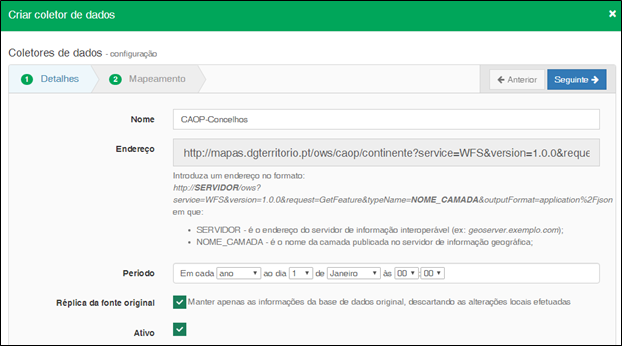 Criar coletor de dados ×
Coletores de dados - configuração
1 Detalhes 2 Mapeamento Anterior Seguinte
Nome CAOP-Concelhos
Endereço http://mapas.dgterritorio.pt/ows/caop/continente?service=WFS&version=1.0.0&reque
Introduza um endereço no formato:
http://SERVIDOR/ows?
service=WFS&version=1.0.0&request=GetFeature&typeName=NOME_CAMADA&outputFormat=application%2Fjson
em que:
• SERVIDOR - é o endereço do servidor de informação interoperável (ex: geoserver.exemplo.com);
• NOME_CAMADA - é o nome da camada publicada no servidor de informação geográfica;
Período Em cada ano ao dia 1 de Janeiro às 00 : 00
Réplica da fonte original Manter apenas as informações da base de dados original, descartando as alterações locais efetuadas
Ativo